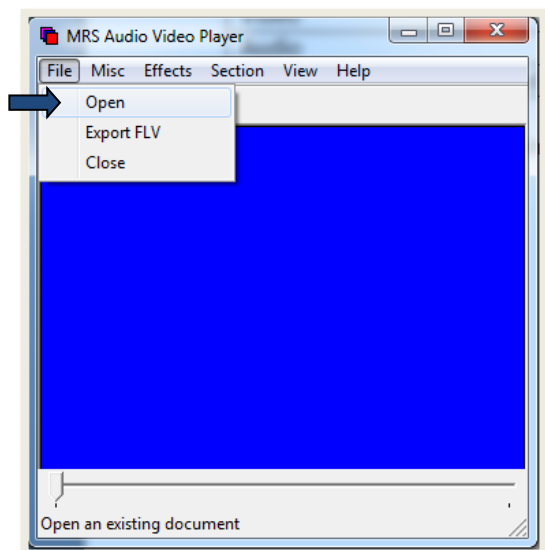 MRS Audio Video Player
File Misc Effects Section View Help
Open
Export FLV
Close
Open an existing document